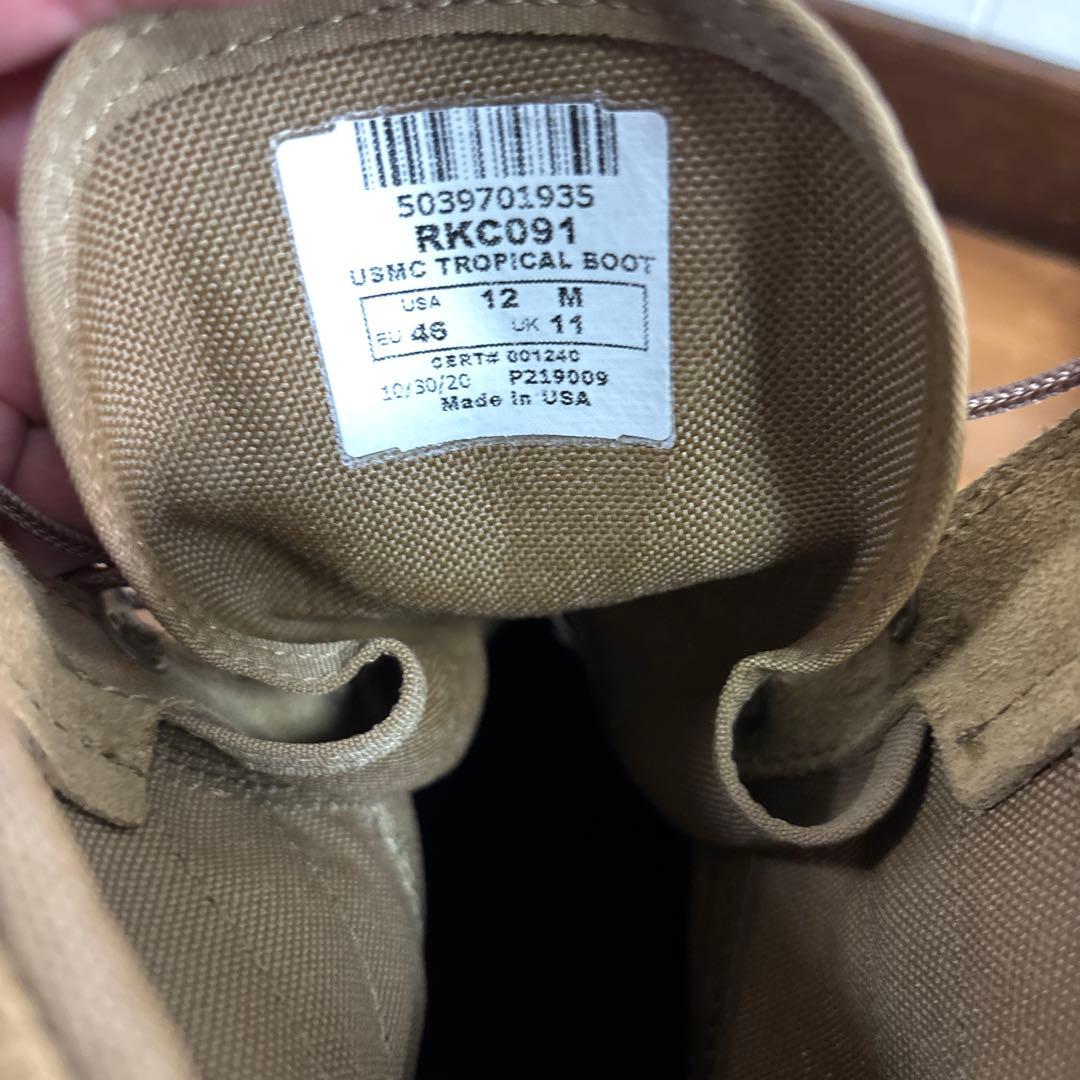 5039701935
RKC091
USMC TROPICAL BOOT
USA 12 M
EU 46 UK 11
CERT# 001240
10/30/20 P219009
Made in USA